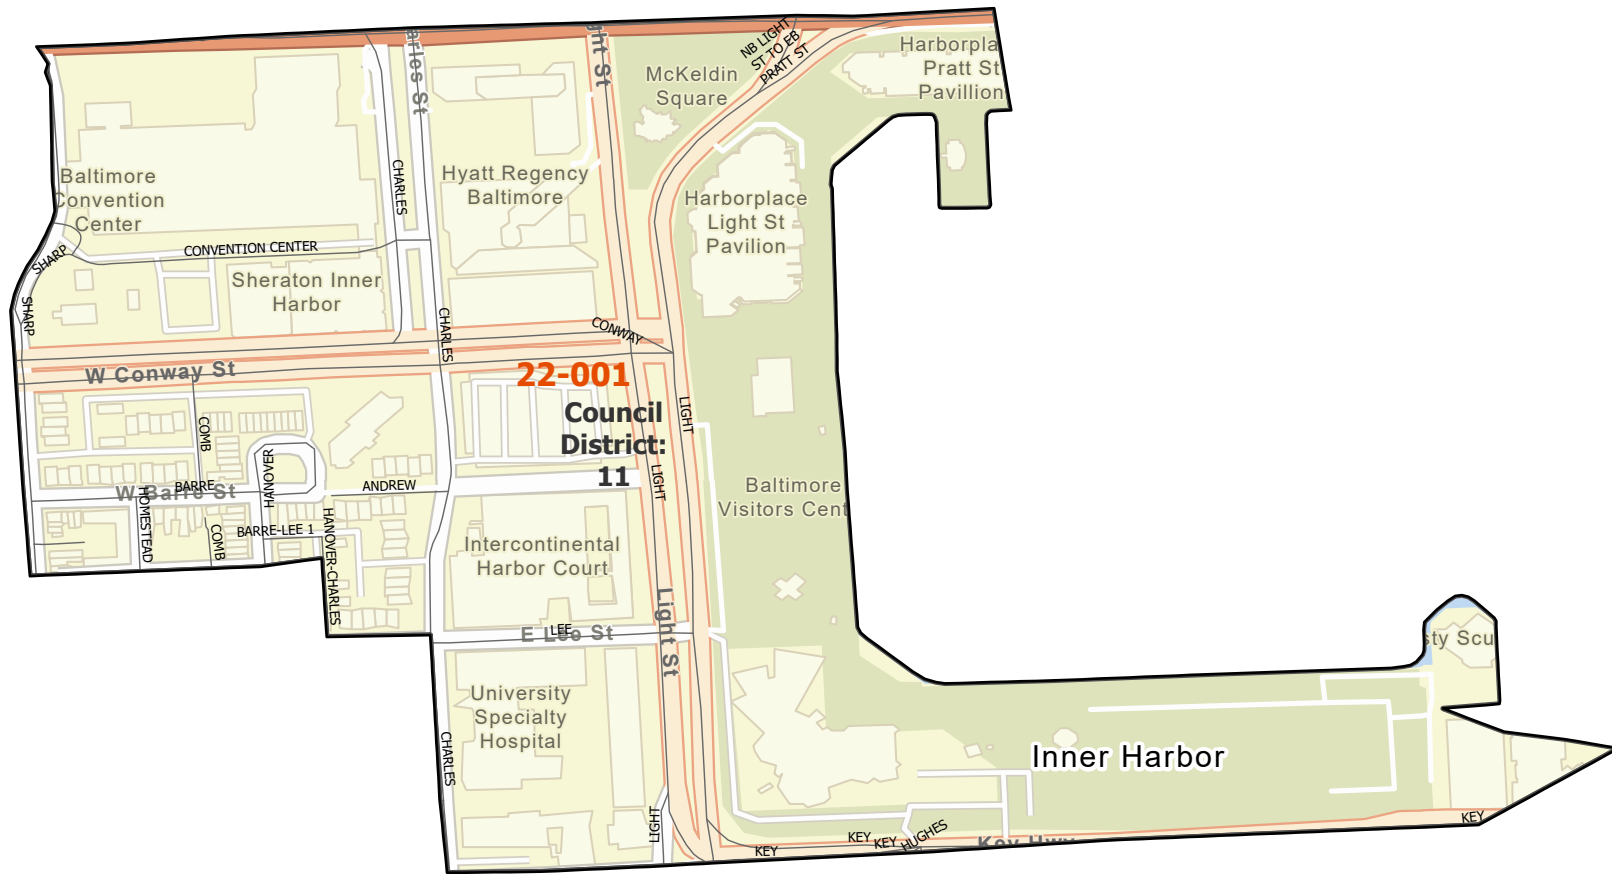 NB LIGHT
ST TO EB
PRATT ST
arles St
ght St
McKeldin
Square
Harborpla
Pratt St
Pavillion
Baltimore
Convention
Center
CHARLES
Hyatt Regency
Baltimore
Harborplace
Light St
Pavilion
SHARP
CONVENTION CENTER
Sheraton Inner
Harbor
SHARP
CHARLES
CONWAY
W Conway St
22-001
Council
District:
11
LIGHT
COMB
HANOVER
LIGHT
W Barre St
BARRE
ANDREW
HOMESTEAD
COMB
BARRE-LEE 1
HANOVER-CHARLES
Baltimore
Visitors Cent
Intercontinental
Harbor Court
E Lee St
LEE
Light St
sty Scu
University
Specialty
Hospital
CHARLES
Inner Harbor
LIGHT
KEY
KEY
KEY
HUGHES
Key Hwy
KEY